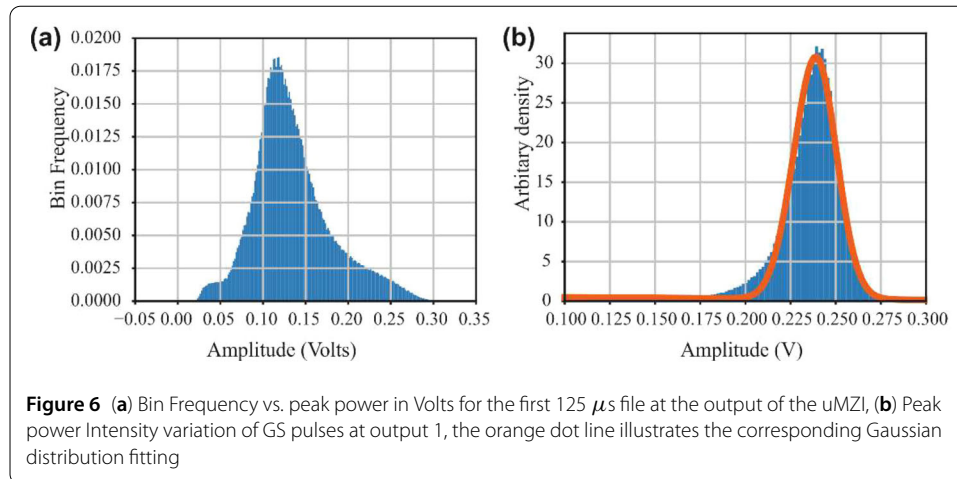 (a)
0.0200
0.0175
0.0150
0.0125
0.0100
0.0075
0.0050
0.0025
0.0000
Bin Frequency
−0.05 0.00 0.05 0.10 0.15 0.20 0.25 0.30 0.35
Amplitude (Volts)
(b)
30
25
20
15
10
5
0
Arbitary density
0.100 0.125 0.150 0.175 0.200 0.225 0.250 0.275 0.300
Amplitude (V)
Figure 6 (a) Bin Frequency vs. peak power in Volts for the first 125 μs file at the output of the uMZI, (b) Peak
power Intensity variation of GS pulses at output 1, the orange dot line illustrates the corresponding Gaussian
distribution fitting